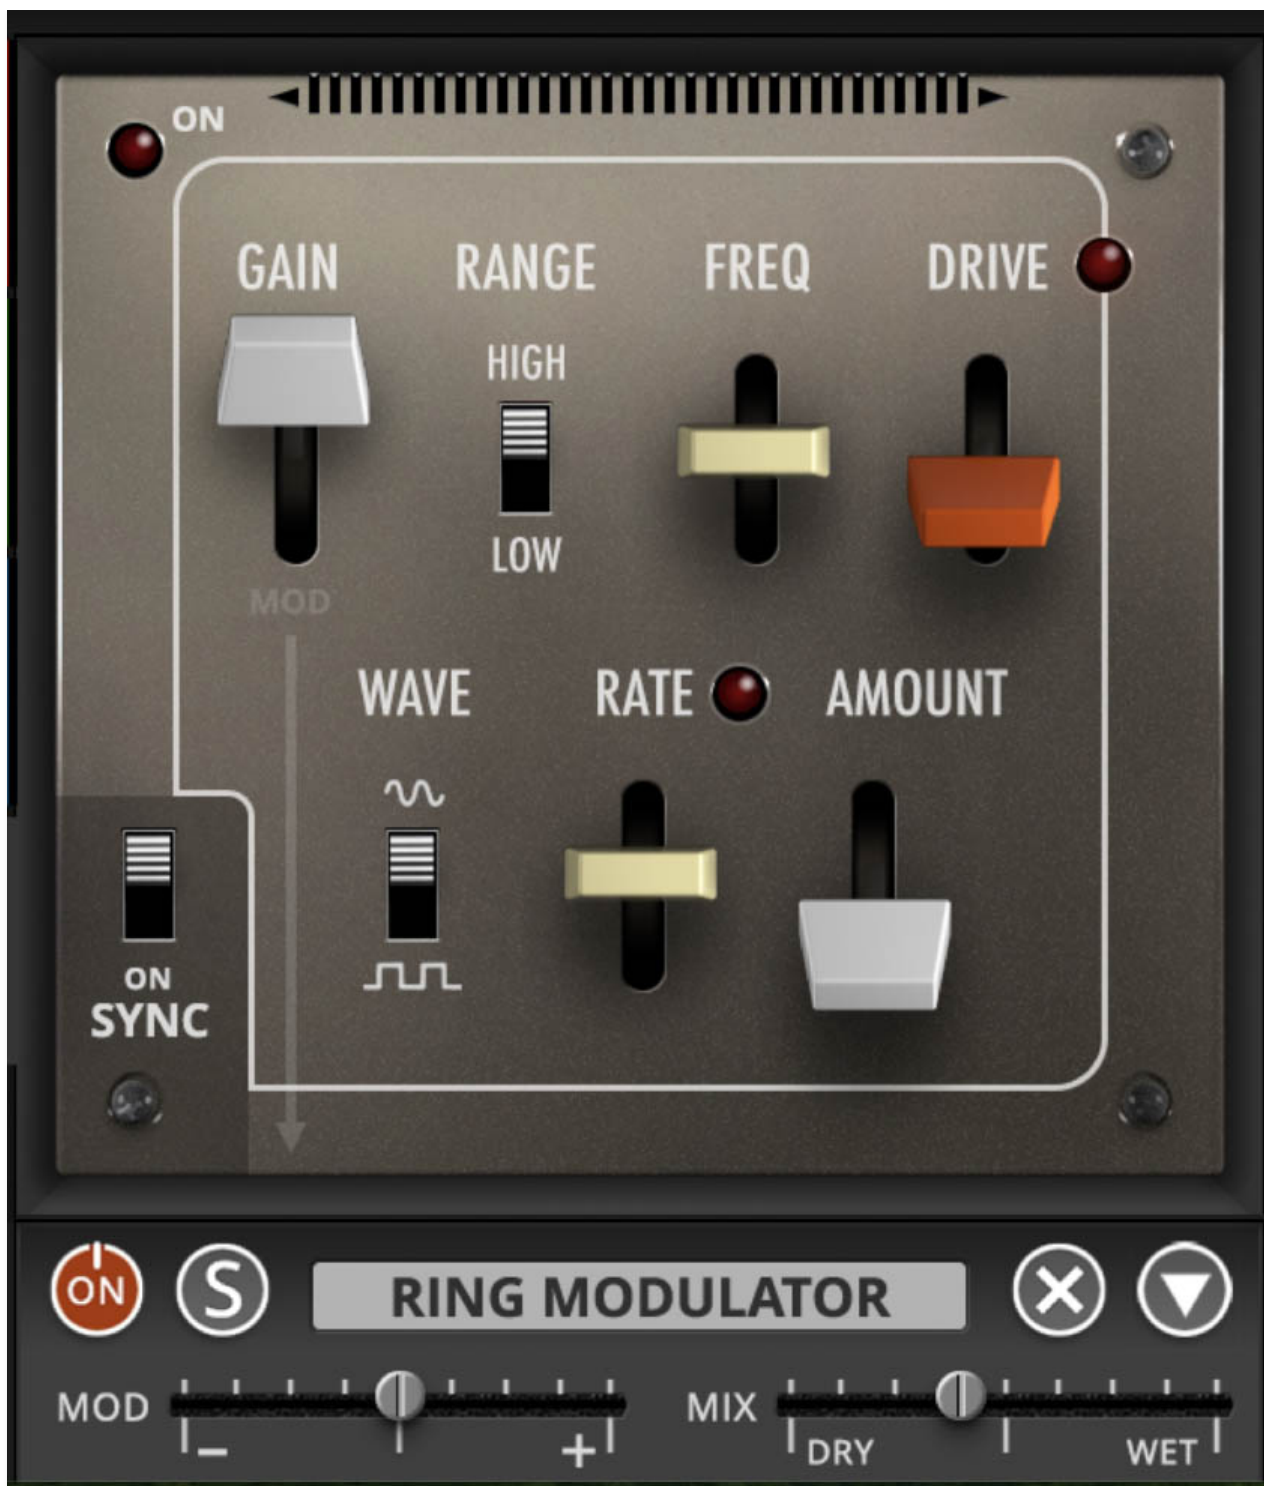 ON
GAIN RANGE FREQ DRIVE
HIGH
LOW
MOD
WAVE RATE AMOUNT
ON
SYNC
ON S RING MODULATOR
MOD MIX
− + DRY WET